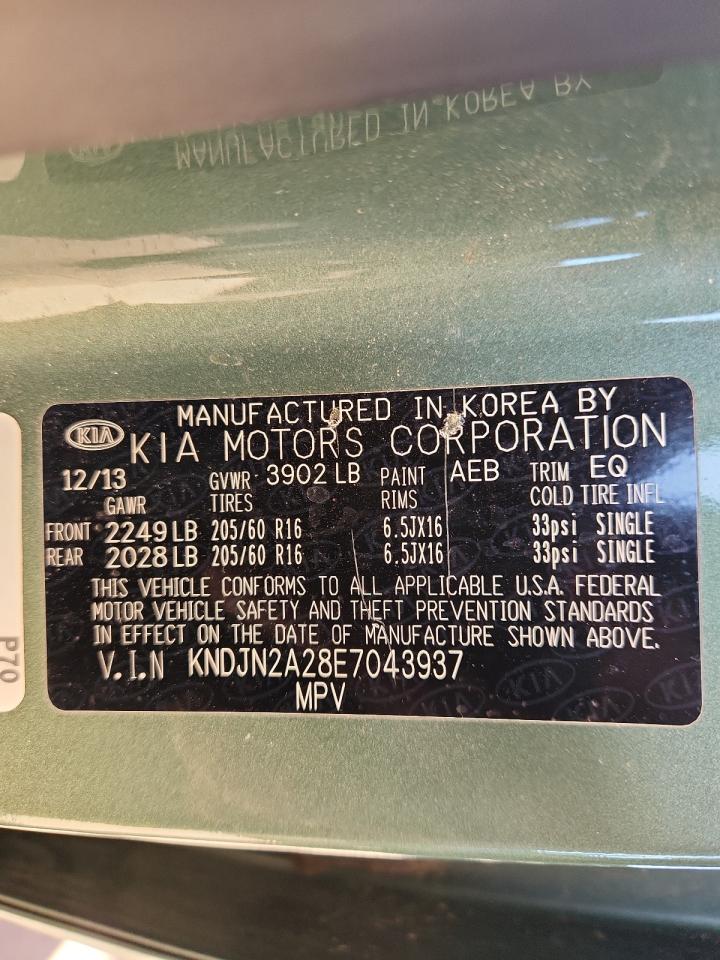 MANUFACTURED IN KOREA BY
MANUFACTURED IN KOREA BY
KIA KIA MOTORS CORPORATION
12/13 GVWR 3902 LB PAINT AEB TRIM EQ
GAWR TIRES RIMS COLD TIRE INFL
FRONT 2249 LB 205/60 R16 6.5JX16 33psi SINGLE
REAR 2028 LB 205/60 R16 6.5JX16 33psi SINGLE
THIS VEHICLE CONFORMS TO ALL APPLICABLE U.S.A. FEDERAL
MOTOR VEHICLE SAFETY AND THEFT PREVENTION STANDARDS
IN EFFECT ON THE DATE OF MANUFACTURE SHOWN ABOVE.
V.I.N KNDJN2A28E7043937
MPV
P70